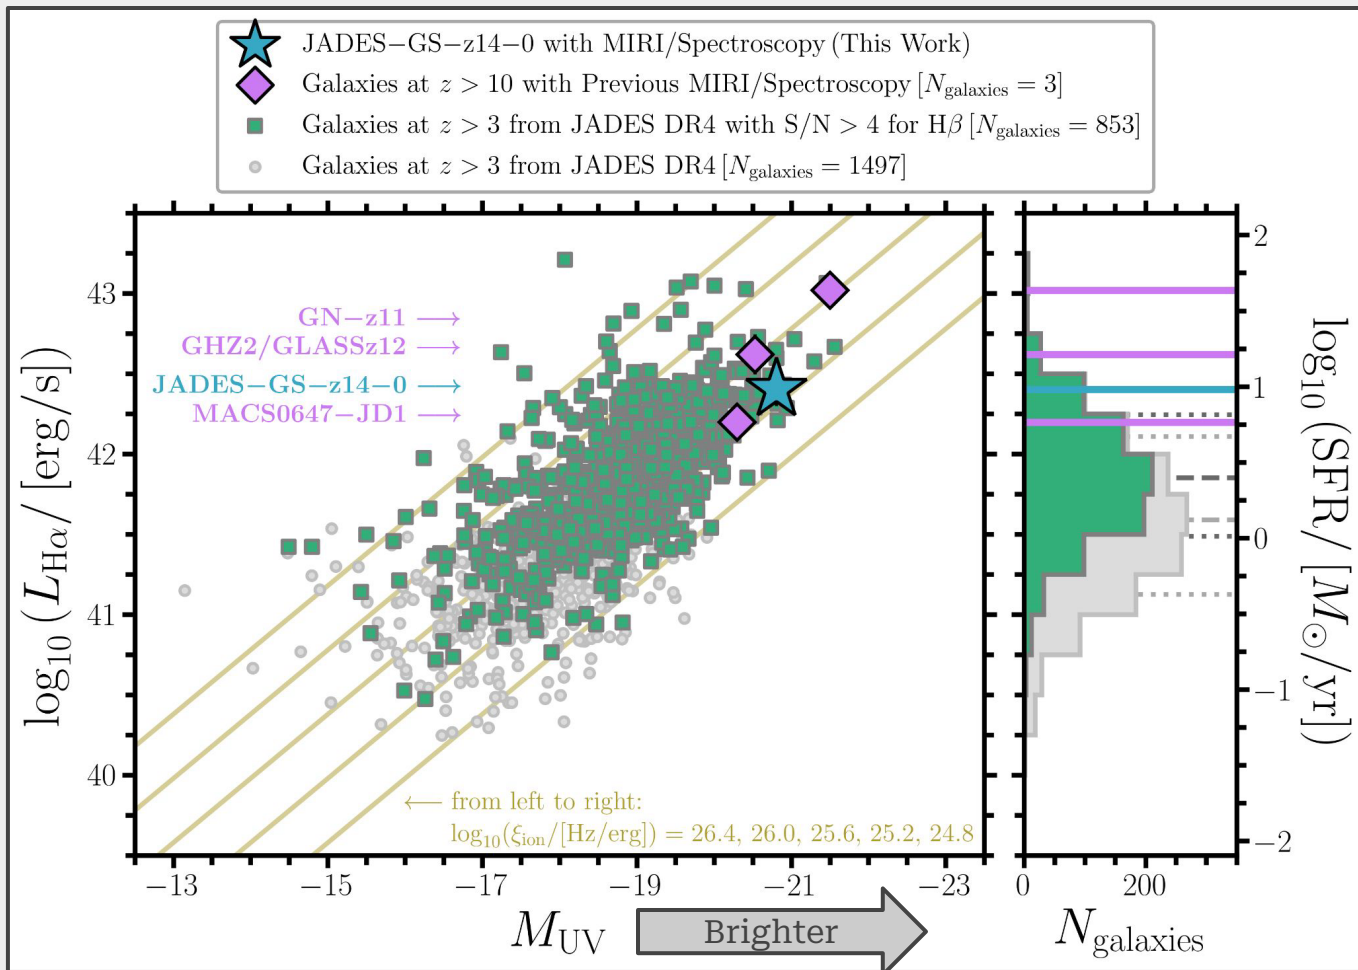 JADES−GS−z14−0 with MIRI/Spectroscopy (This Work)
Galaxies at z > 10 with Previous MIRI/Spectroscopy [N_galaxies = 3]
Galaxies at z > 3 from JADES DR4 with S/N > 4 for Hβ [N_galaxies = 853]
Galaxies at z > 3 from JADES DR4 [N_galaxies = 1497]
log₁₀ (L_Hα / [erg/s])
43
42
41
40
GN−z11 →
GHZ2/GLASSz12 →
JADES−GS−z14−0 →
MACS0647−JD1 →
← from left to right:
log₁₀(ξ_ion/[Hz/erg]) = 26.4, 26.0, 25.6, 25.2, 24.8
−13 −15 −17 −19 −21 −23
M_UV
Brighter
2
1
0
−1
−2
log₁₀ (SFR/ [M_⊙/yr])
0 200
N_galaxies